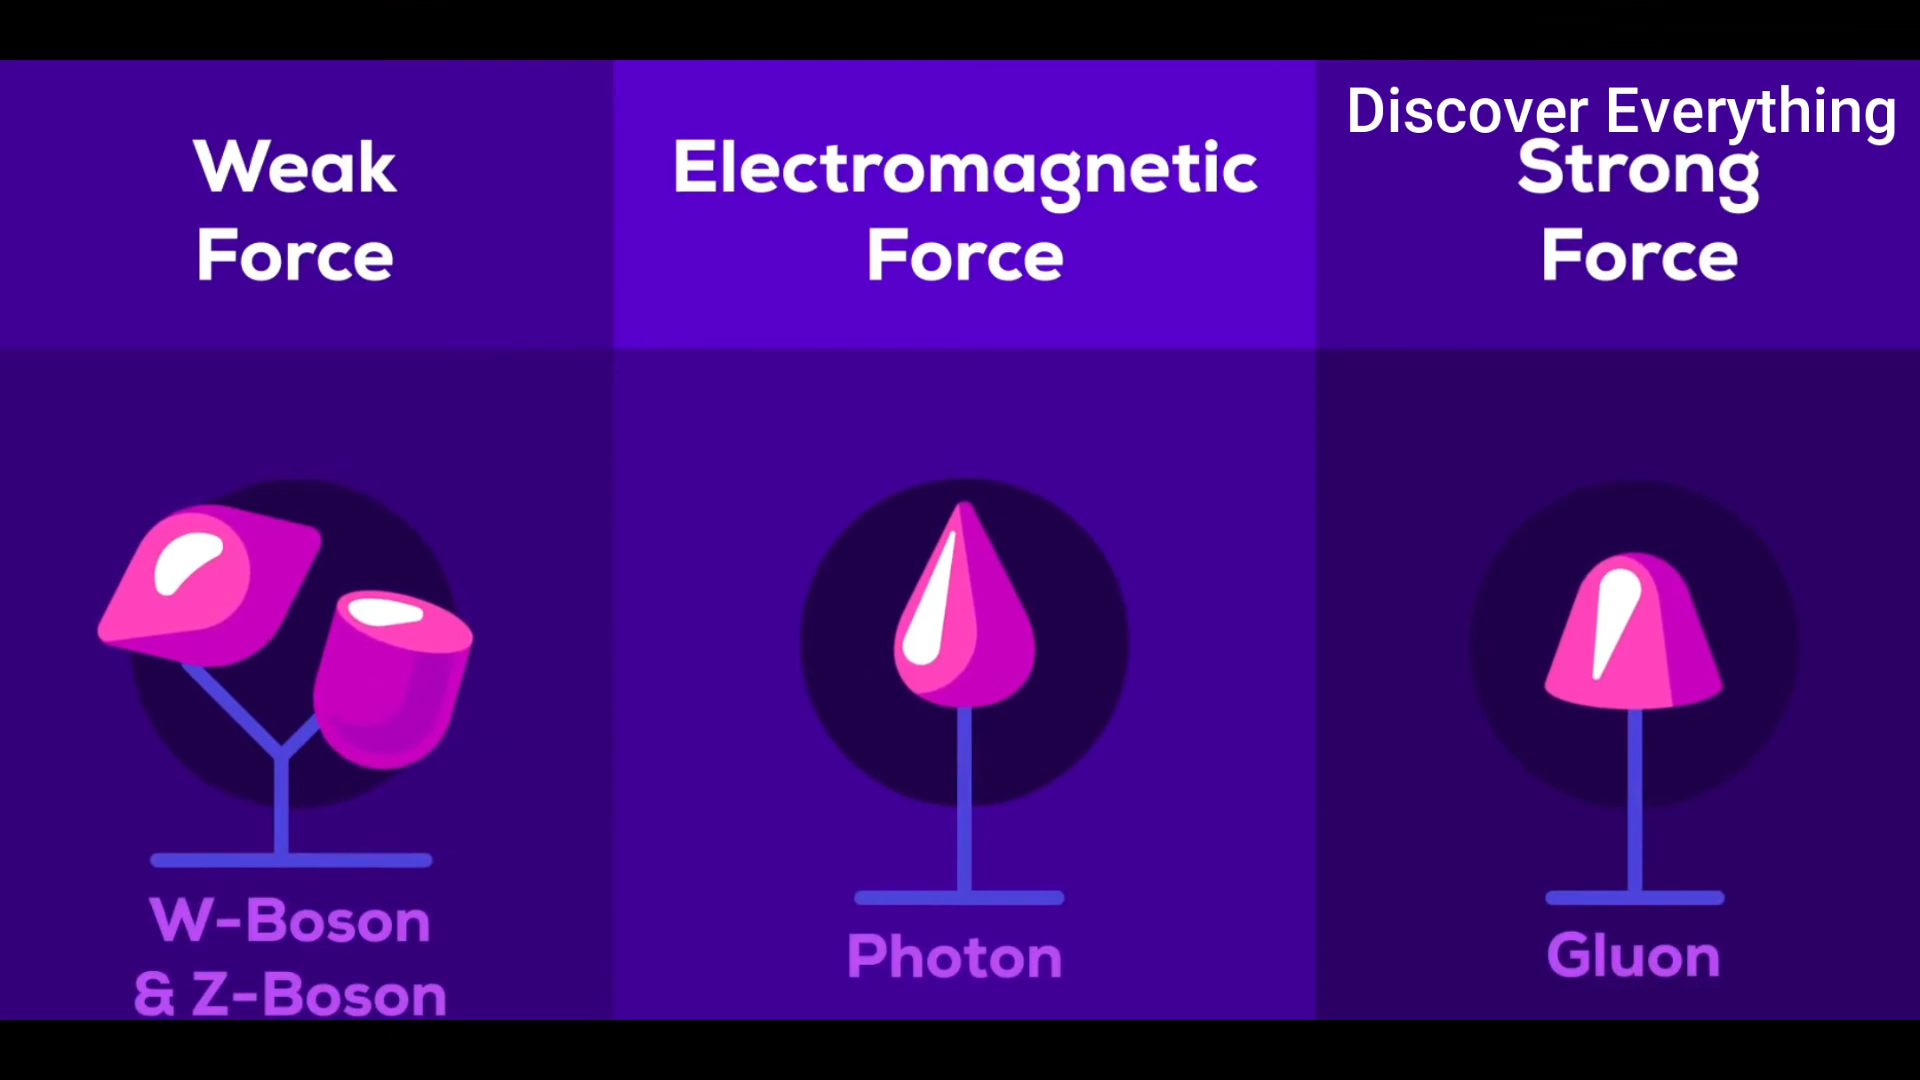 Discover Everything
Weak
Force
Electromagnetic
Force
Strong
Force
W-Boson
& Z-Boson
Photon
Gluon